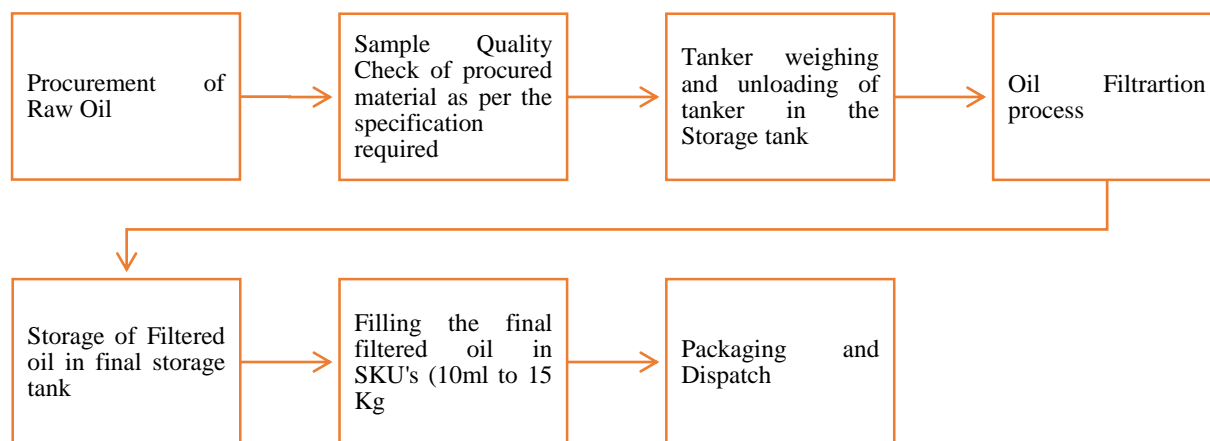 Procurement of
Raw Oil
Sample Quality
Check of procured
material as per the
specification
required
Tanker weighing
and unloading of
tanker in the
Storage tank
Oil Filtrartion
process
Storage of Filtered
oil in final storage
tank
Filling the final
filtered oil in
SKU's (10ml to 15
Kg
Packaging and
Dispatch